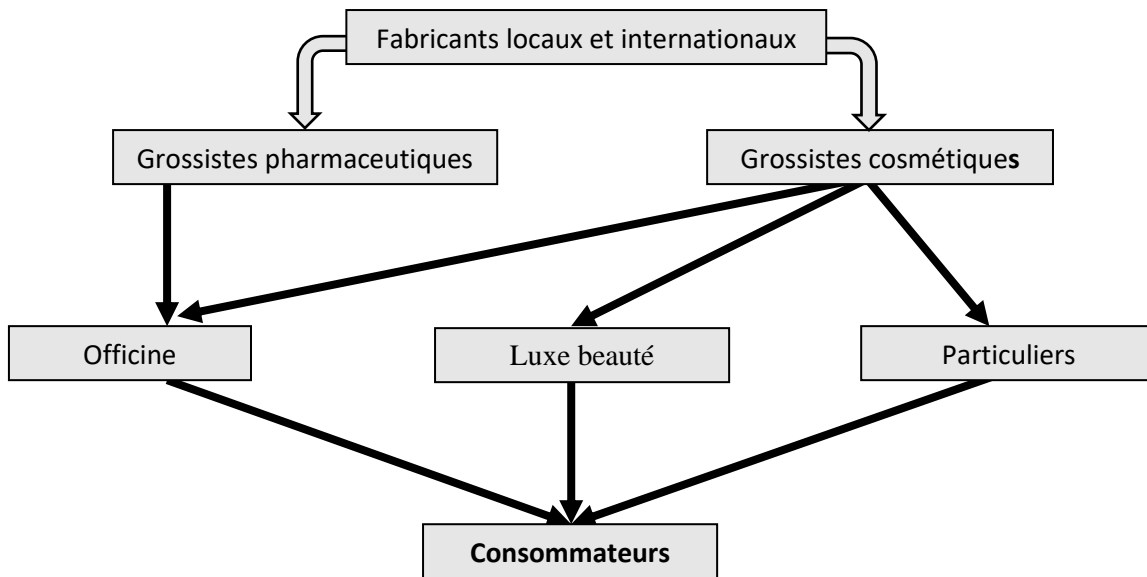 Fabricants locaux et internationaux
Grossistes pharmaceutiques
Grossistes cosmétiques
Officine
Luxe beauté
Particuliers
Consommateurs